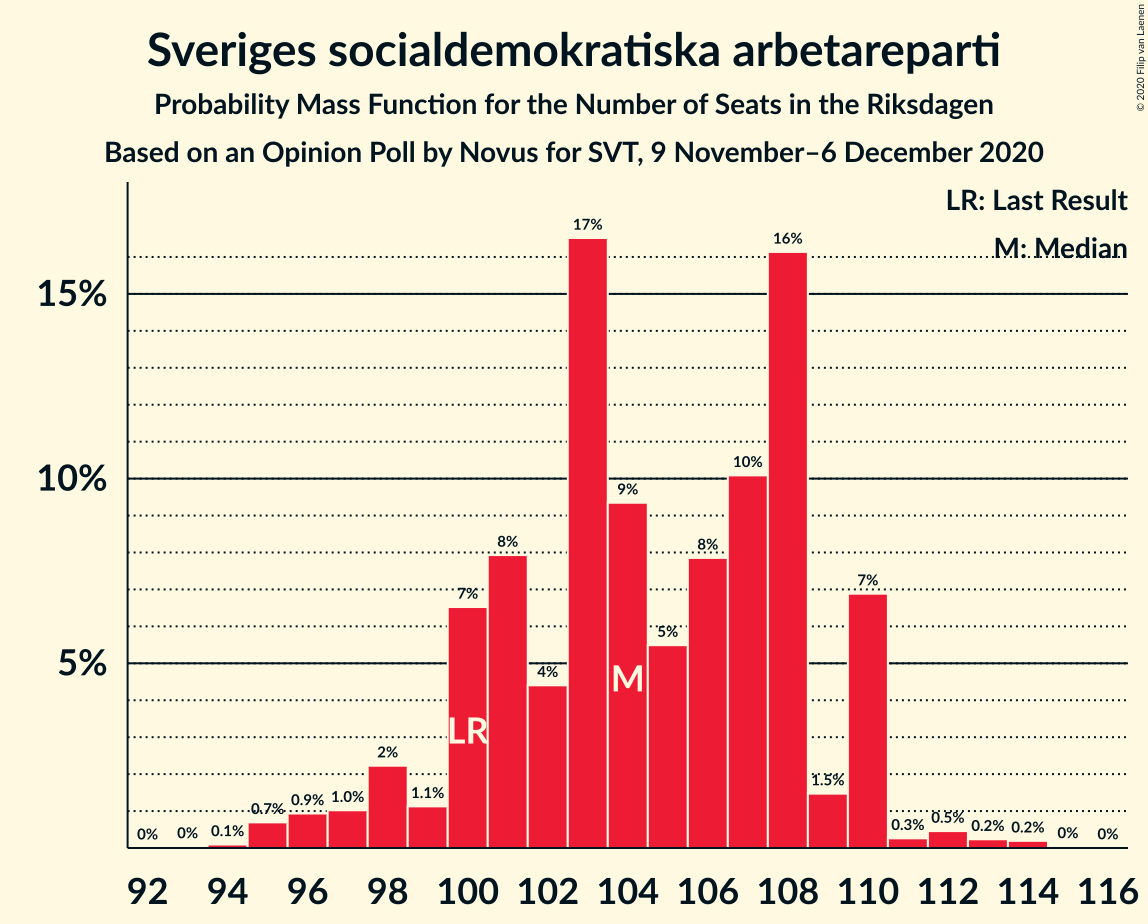 Sveriges socialdemokratiska arbetareparti
Probability Mass Function for the Number of Seats in the Riksdagen
Based on an Opinion Poll by Novus for SVT, 9 November–6 December 2020
© 2020 Filip van Laenen
LR: Last Result
M: Median
15%
10%
5%
0% 0% 0.1% 0.7% 0.9% 1.0% 2% 1.1% 7% 8% 4% 17% 9% 5% 8% 10% 16% 1.5% 7% 0.3% 0.5% 0.2% 0.2% 0% 0%
LR
M
92 94 96 98 100 102 104 106 108 110 112 114 116